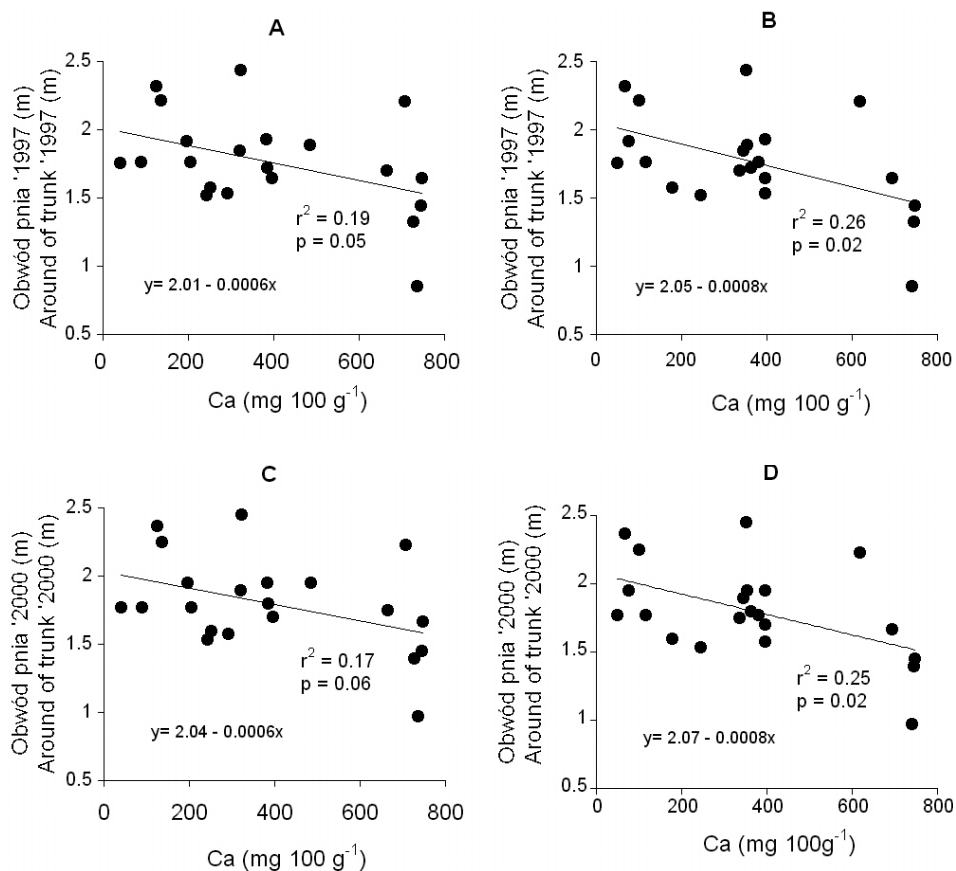 A
Obwód pnia '1997 (m)
Around of trunk '1997 (m)
2.5
2
1.5
1
0.5
r² = 0.19
p = 0.05
y= 2.01 - 0.0006x
0 200 400 600 800
Ca (mg 100 g⁻¹)
B
Obwód pnia '1997 (m)
Around of trunk '1997 (m)
2.5
2
1.5
1
0.5
r² = 0.26
p = 0.02
y= 2.05 - 0.0008x
0 200 400 600 800
Ca (mg 100 g⁻¹)
C
Obwód pnia '2000 (m)
Around of trunk '2000 (m)
2.5
2
1.5
1
0.5
r² = 0.17
p = 0.06
y= 2.04 - 0.0006x
0 200 400 600 800
Ca (mg 100 g⁻¹)
D
Obwód pnia '2000 (m)
Around of trunk '2000 (m)
2.5
2
1.5
1
0.5
r² = 0.25
p = 0.02
y= 2.07 - 0.0008x
0 200 400 600 800
Ca (mg 100g⁻¹)